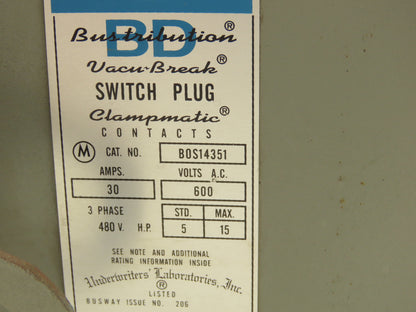 BD
Bustribution®
Vacu-Break®
SWITCH PLUG
Clampmatic®
CONTACTS
M CAT. NO. BOS14351
AMPS. VOLTS A.C.
30 600
3 PHASE STD. MAX.
480 V. H.P. 5 15
SEE NOTE AND ADDITIONAL
RATING INFORMATION INSIDE
Underwriters' Laboratories, Inc.
®
LISTED
BUSWAY ISSUE NO. 206